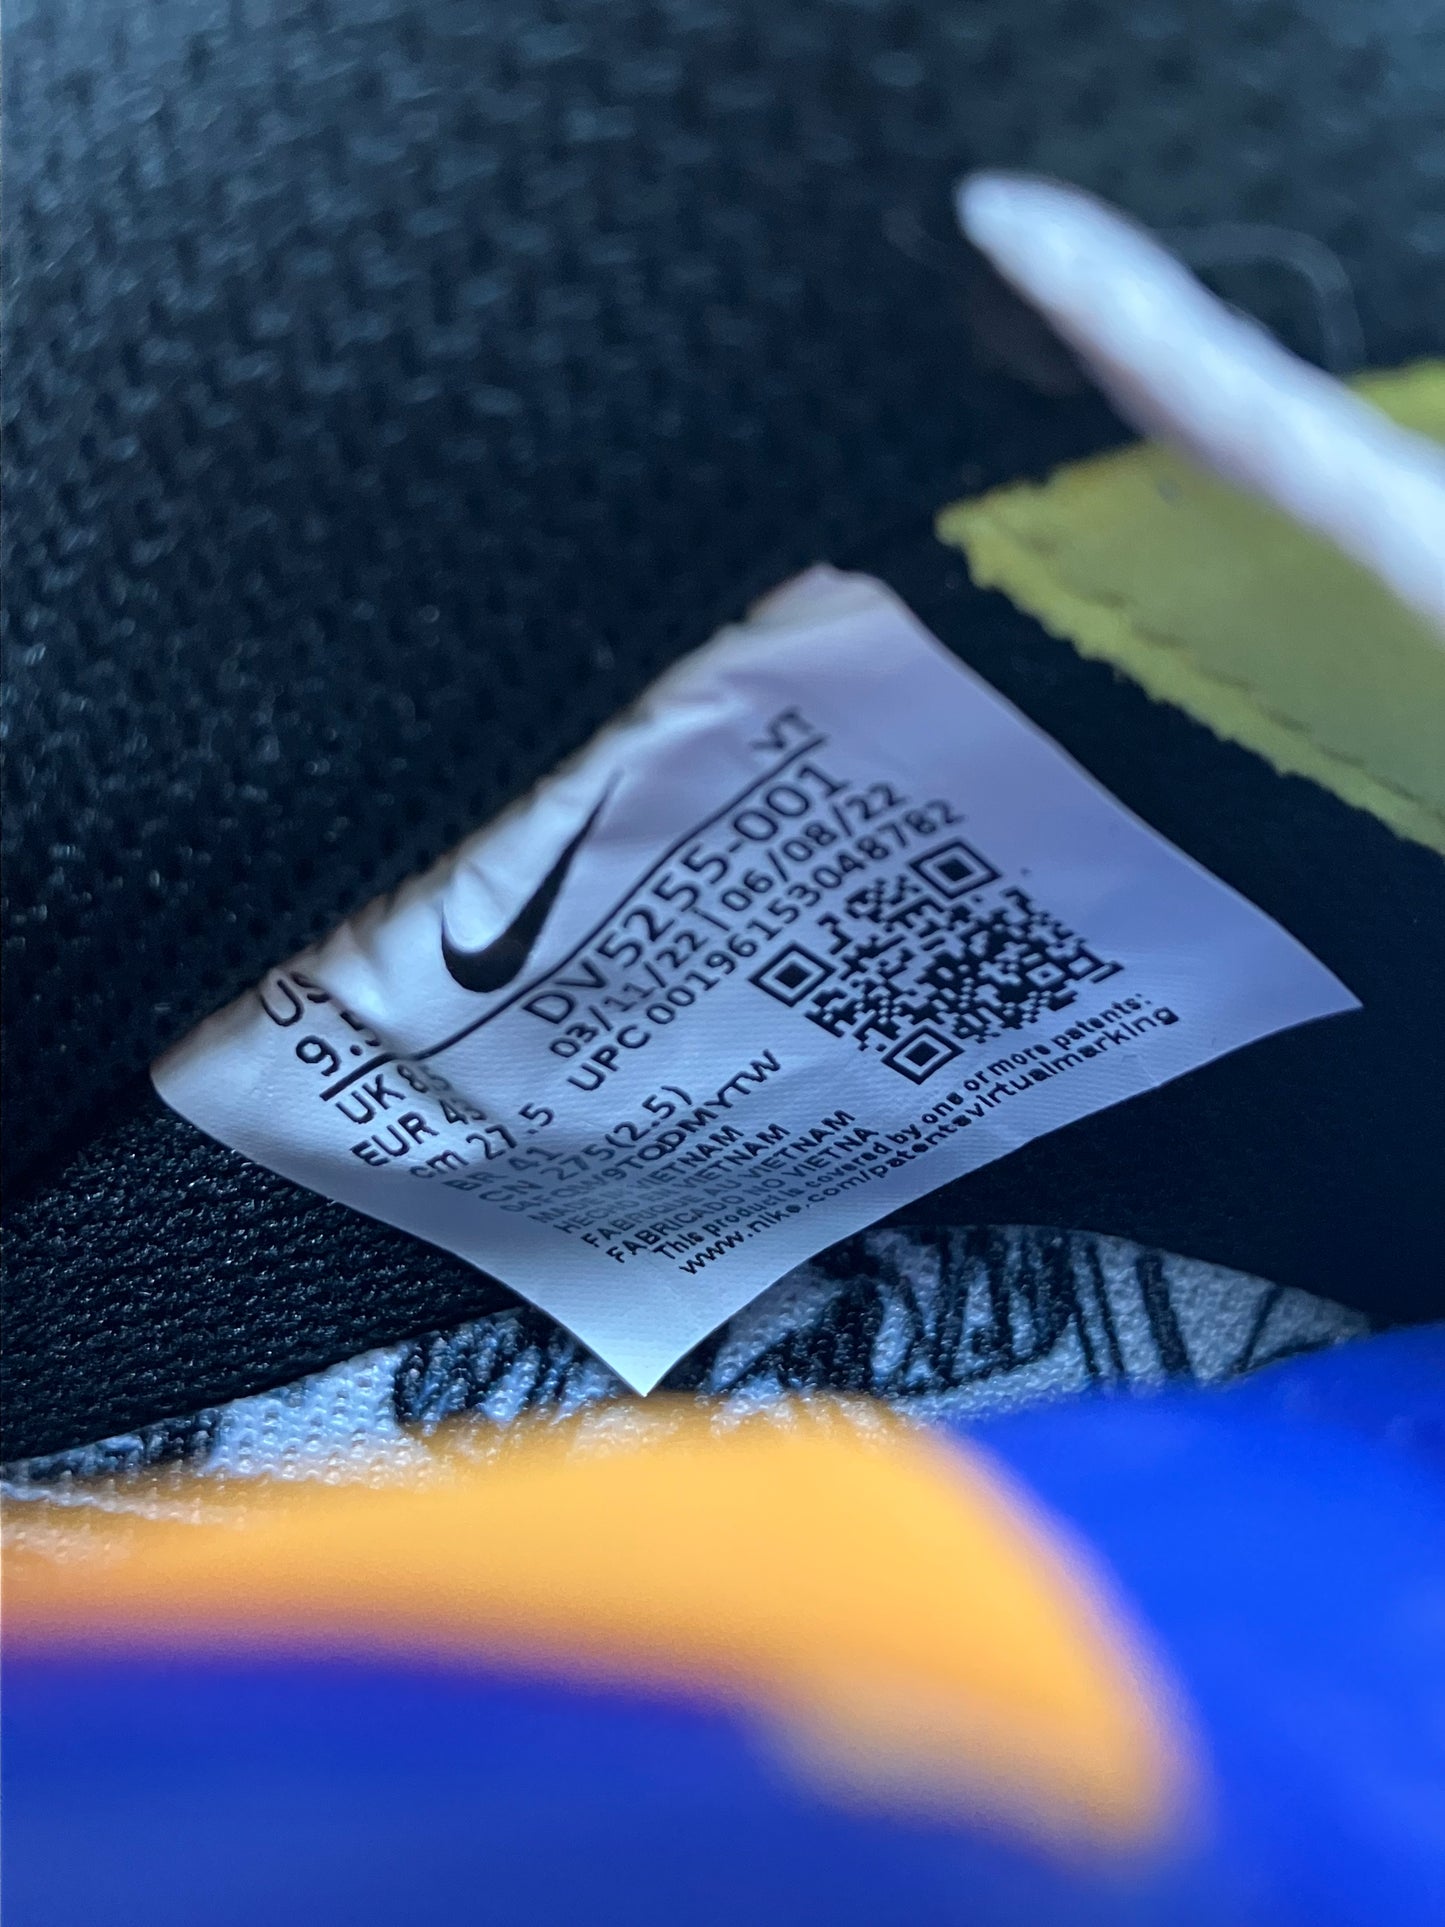 US
9.5
UK 8.5
EUR 43
cm 27.5
BR 41
CN 275(2.5)
VT
DV5255-001
03/11/22 | 06/08/22
UPC 00196153048782
MADE IN VIETNAM
HECHO EN VIETNAM
FABRIQUE AU VIETNAM
FABRICADO NO VIETNA
This product is covered by one or more patents:
www.nike.com/patentsvirtualmarking